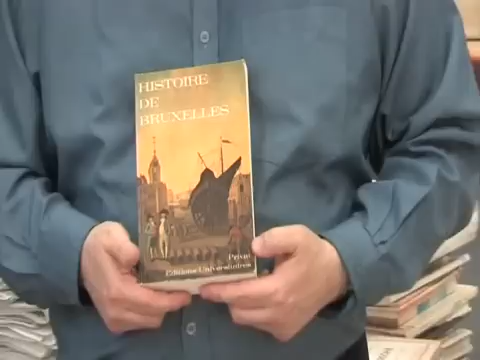 HISTOIRE
DE
BRUXELLES
Privat
Éditions Universitaires